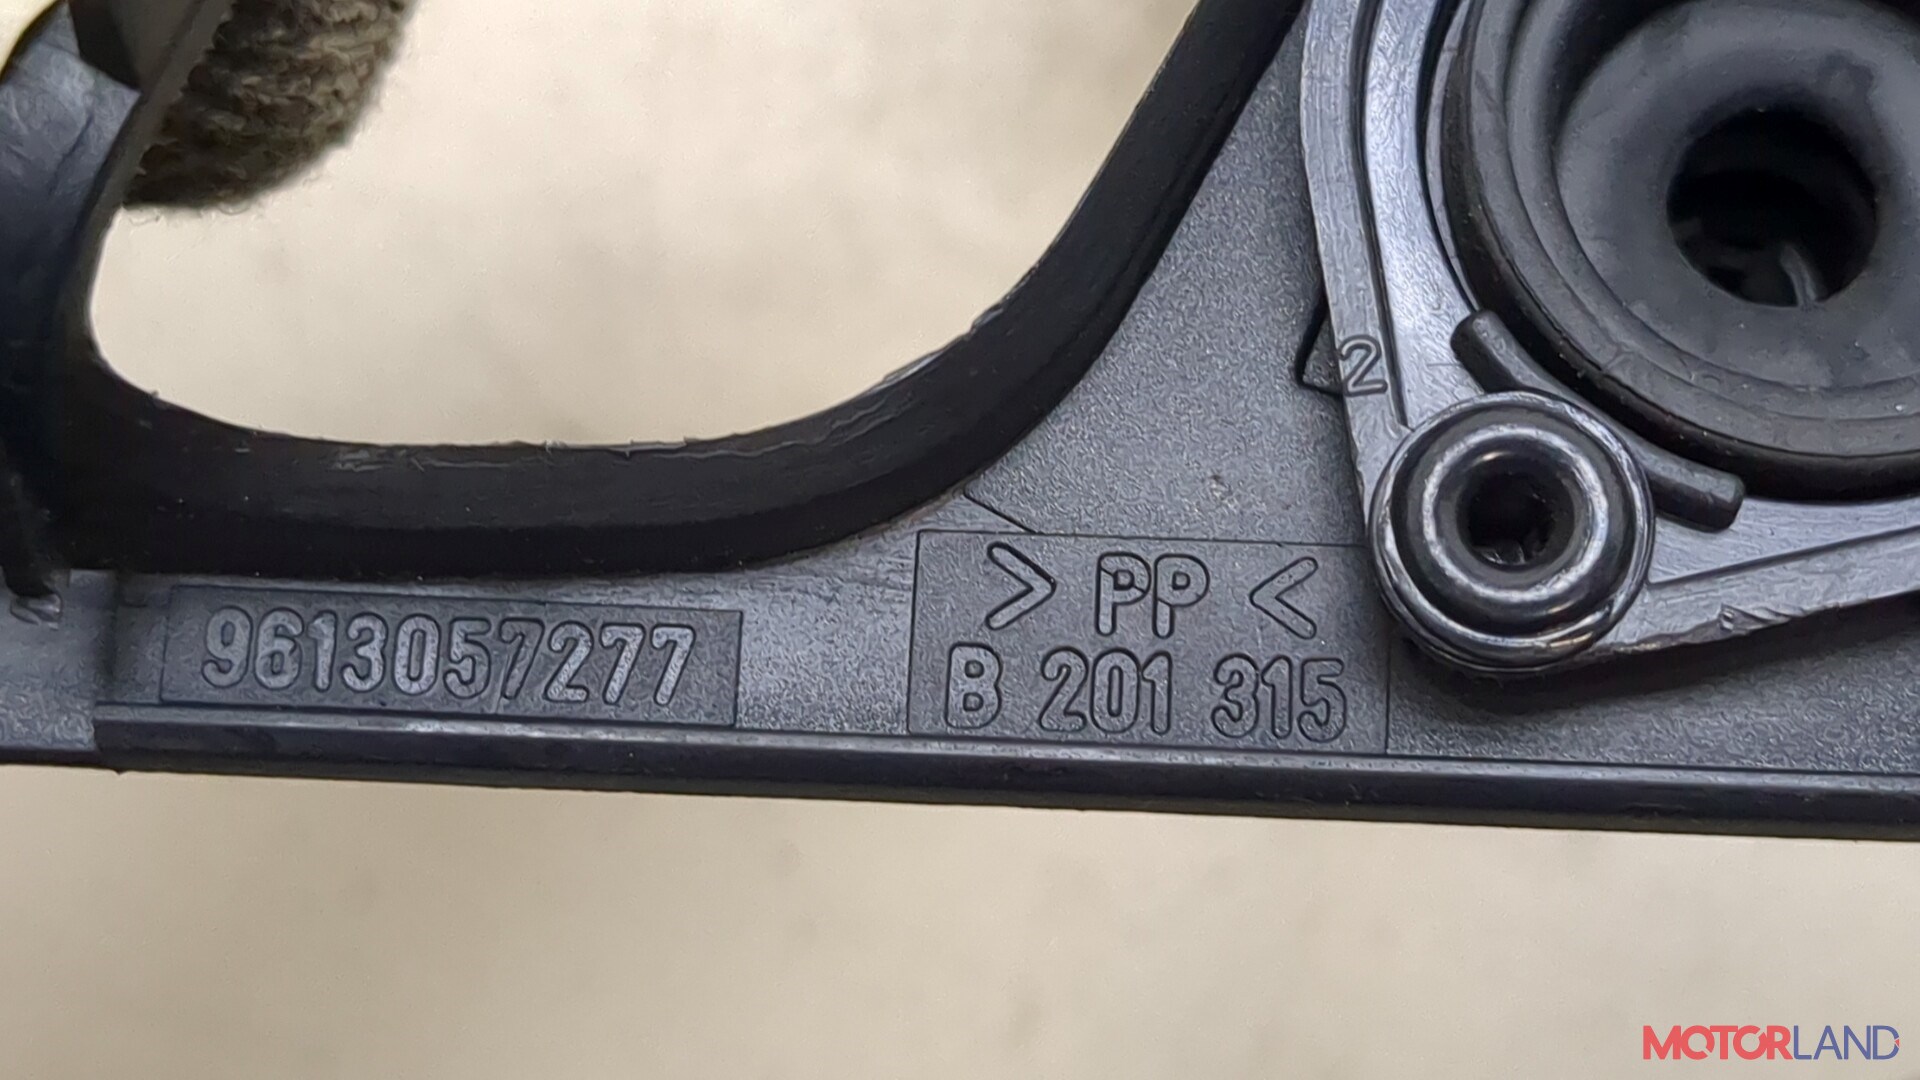 2
> PP <
9613057277
B 201 315
MOTORLAND